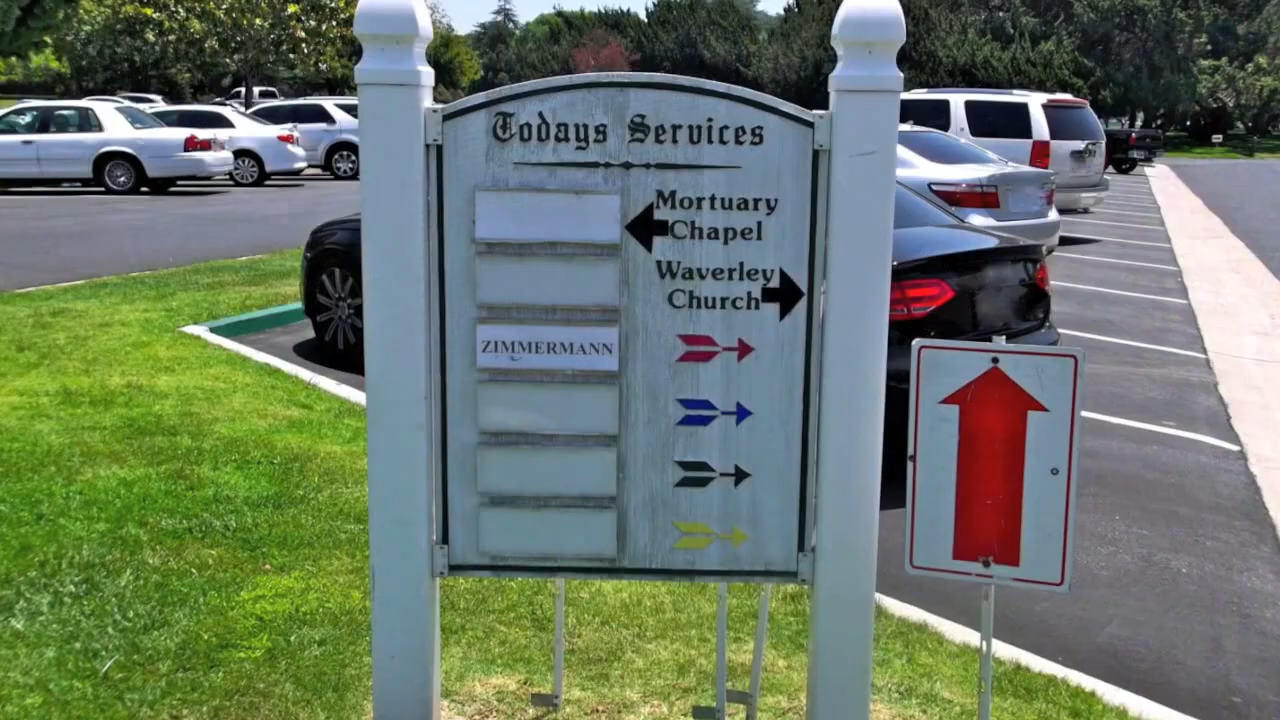 Todays Services
Mortuary
Chapel
Waverley
Church
ZIMMERMANN